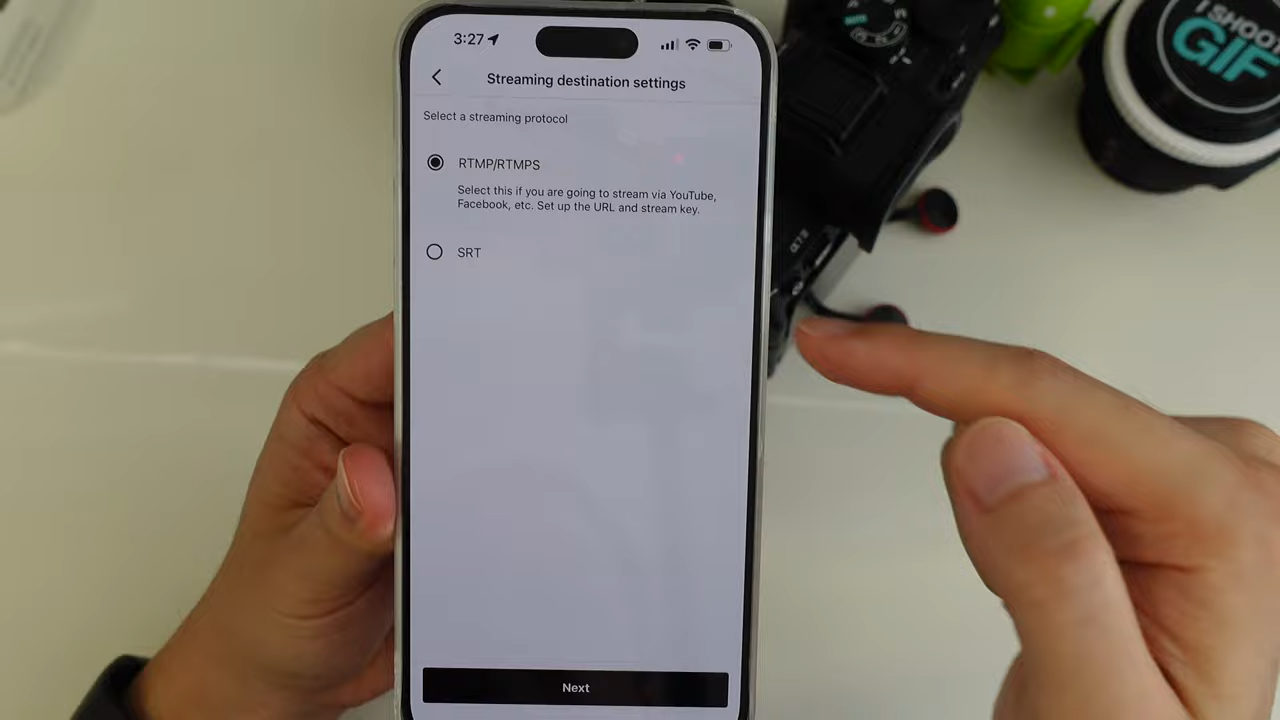 3:27
Streaming destination settings
Select a streaming protocol
RTMP/RTMPS
Select this if you are going to stream via YouTube,
Facebook, etc. Set up the URL and stream key.
SRT
Next
I SHOOT
GIF